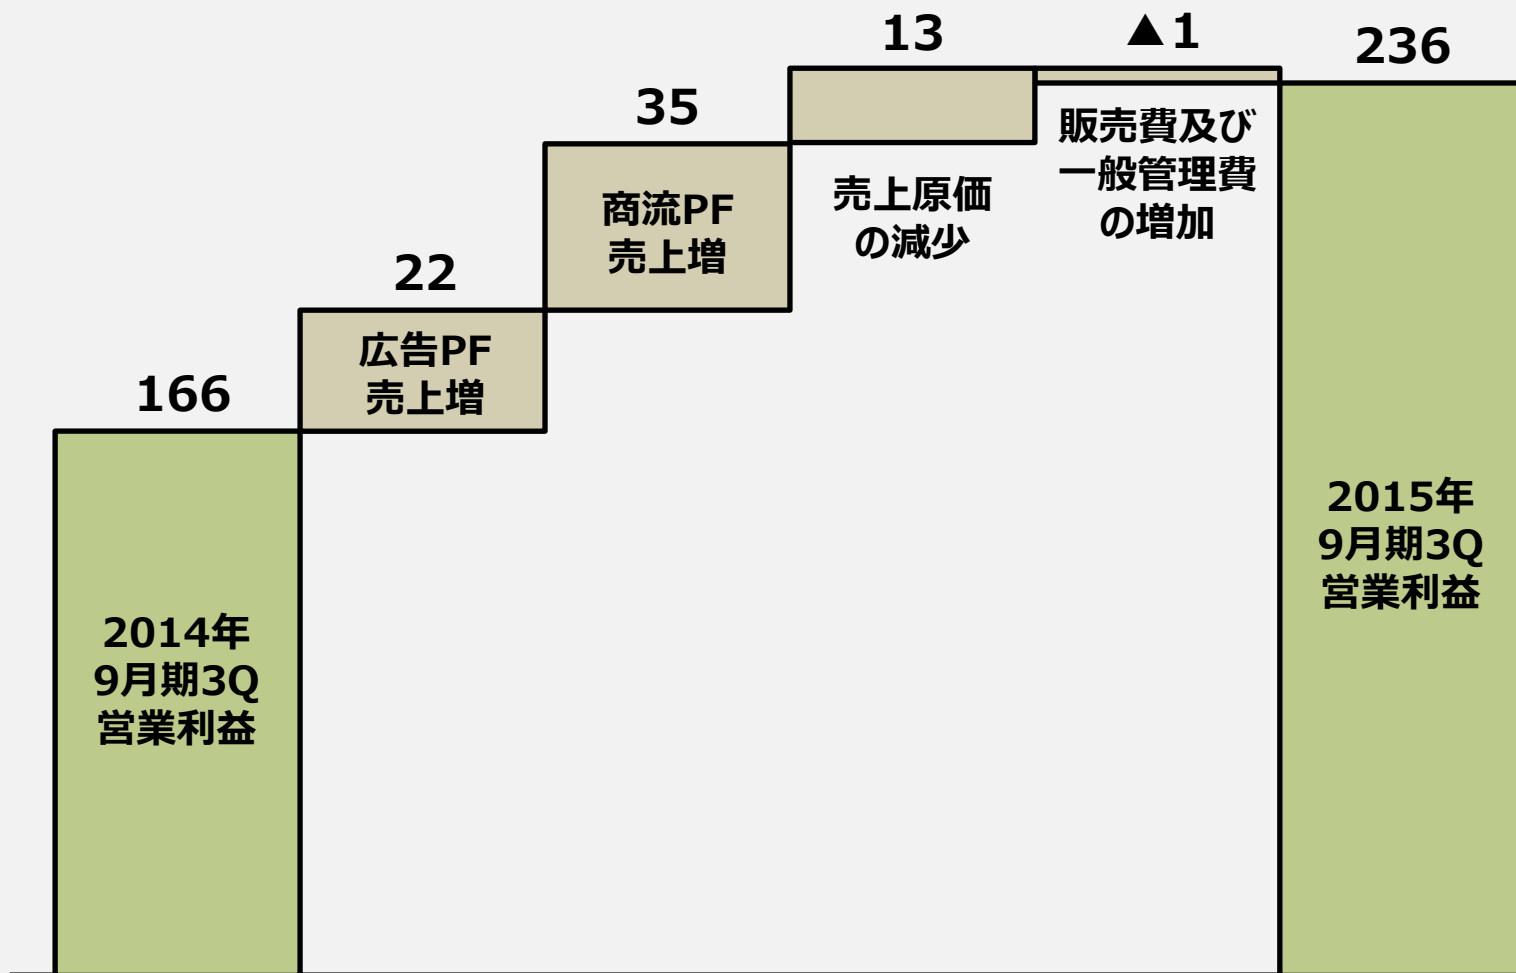 166
2014年
9月期3Q
営業利益
22
広告PF
売上増
35
商流PF
売上増
13
売上原価
の減少
▲1
販売費及び
一般管理費
の増加
236
2015年
9月期3Q
営業利益